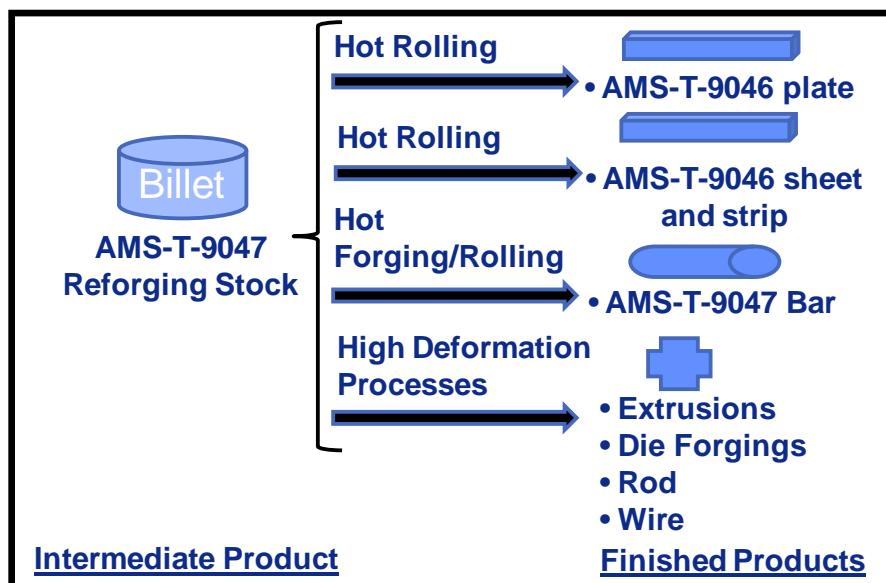 Billet
AMS-T-9047
Reforging Stock
Intermediate Product
Hot Rolling
Hot Rolling
Hot
Forging/Rolling
High Deformation
Processes
• AMS-T-9046 plate
• AMS-T-9046 sheet
and strip
• AMS-T-9047 Bar
• Extrusions
• Die Forgings
• Rod
• Wire
Finished Products